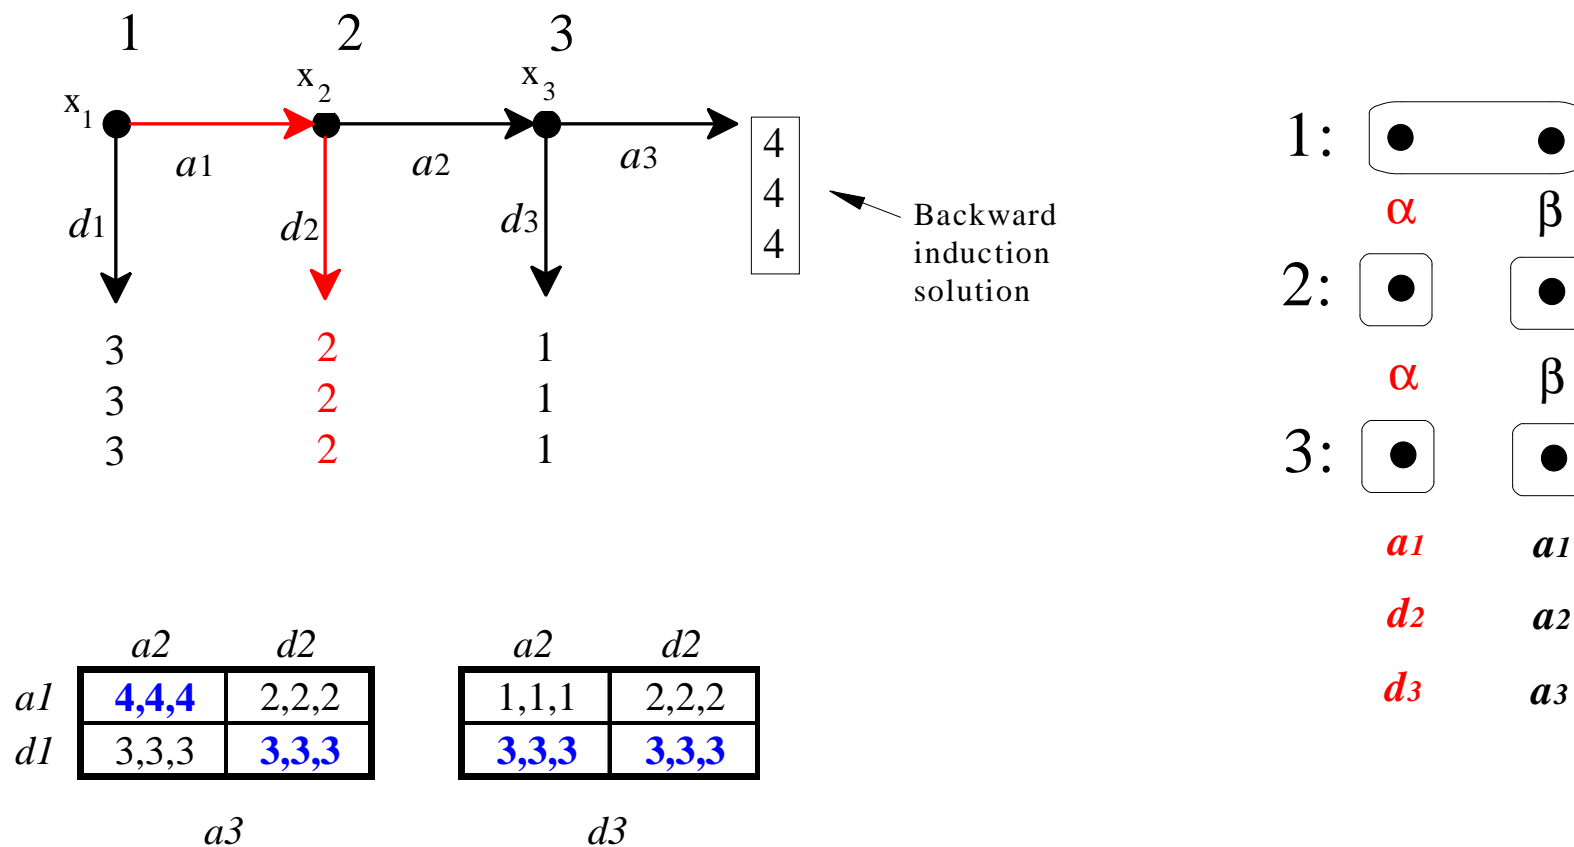 1 2 3
x1 x2 x3
a1 a2 a3
d1 d2 d3
4
4
4
Backward
induction
solution
3 2 1
3 2 1
3 2 1
1:
α β
2:
α β
3:
a1 a1
d2 a2
d3 a3
a2 d2 a2 d2
a1 4,4,4 2,2,2 1,1,1 2,2,2
d1 3,3,3 3,3,3 3,3,3 3,3,3
a3 d3